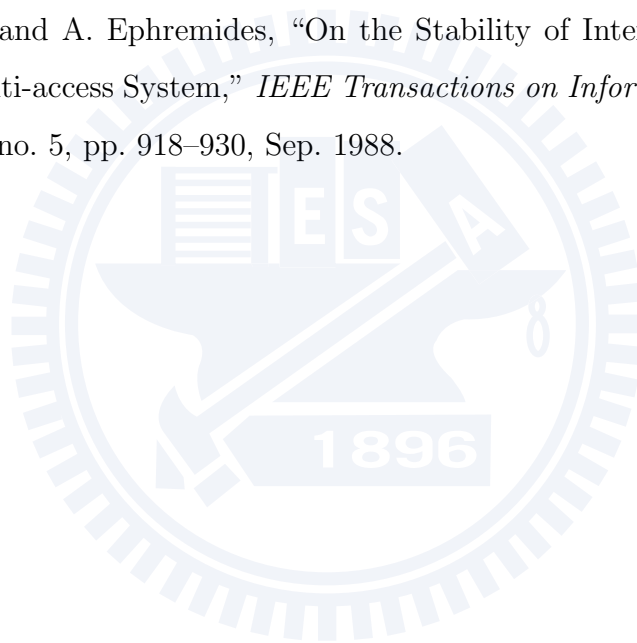 and A. Ephremides, “On the Stability of Inte
ti-access System,” IEEE Transactions on Infor
no. 5, pp. 918–930, Sep. 1988.
E S A
1896